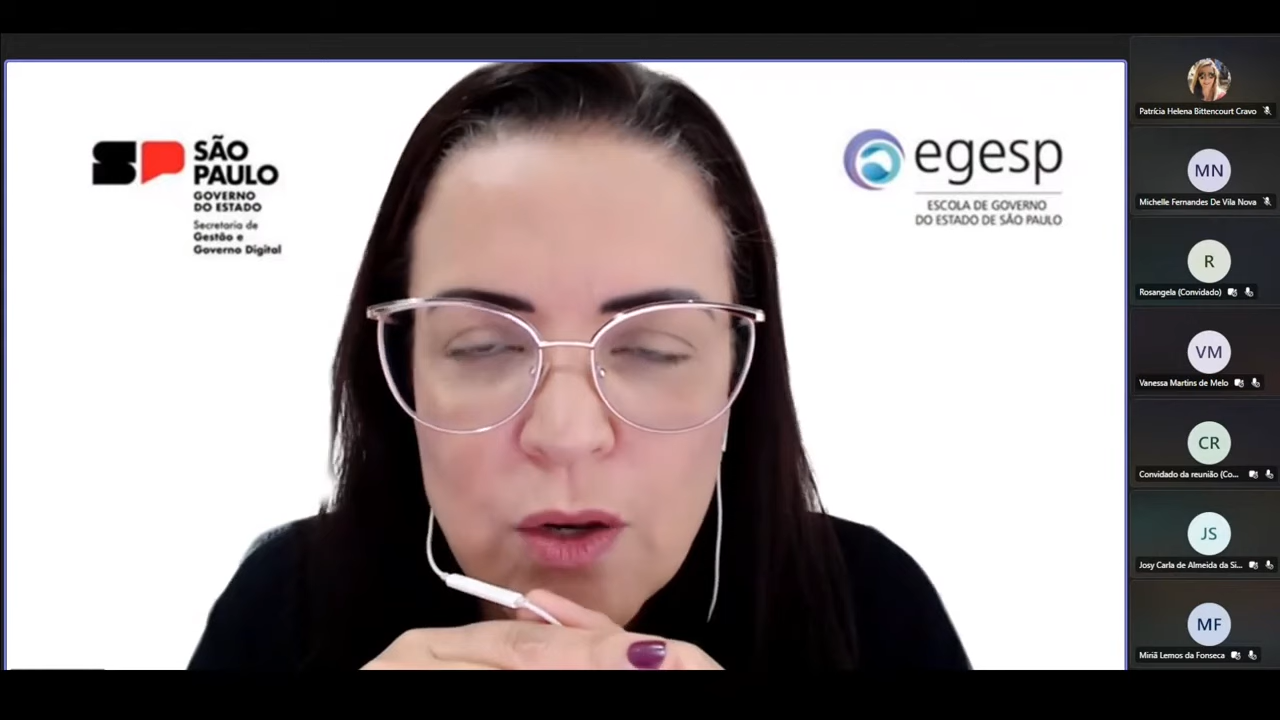 SP
SÃO
PAULO
GOVERNO
DO ESTADO
Secretaria de
Gestão e
Governo Digital
egesp
ESCOLA DE GOVERNO
DO ESTADO DE SÃO PAULO
Patrícia Helena Bittencourt Cravo
MN
Michelle Fernandes De Vila Nova
R
Rosangela (Convidado)
VM
Vanessa Martins de Melo
CR
Convidado da reunião (Co...
JS
Josy Carla de Almeida da Si...
MF
Miriã Lemos da Fonseca